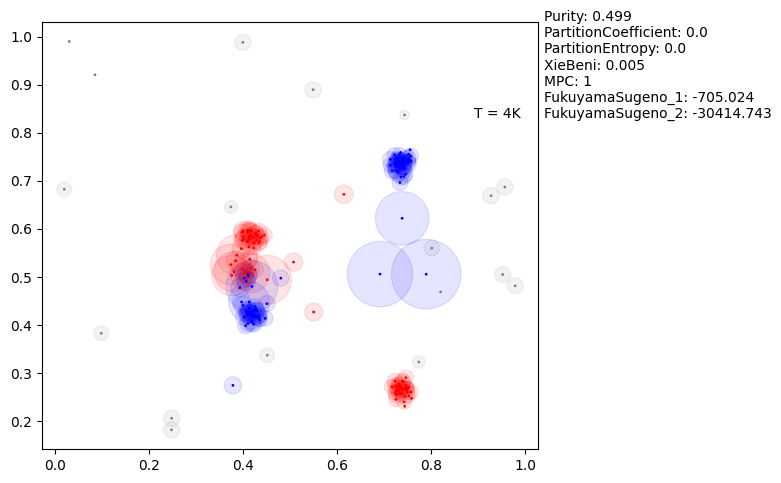 Purity: 0.499
PartitionCoefficient: 0.0
PartitionEntropy: 0.0
XieBeni: 0.005
MPC: 1
FukuyamaSugeno_1: -705.024
FukuyamaSugeno_2: -30414.743
T = 4K
1.0
0.9
0.8
0.7
0.6
0.5
0.4
0.3
0.2
0.0 0.2 0.4 0.6 0.8 1.0